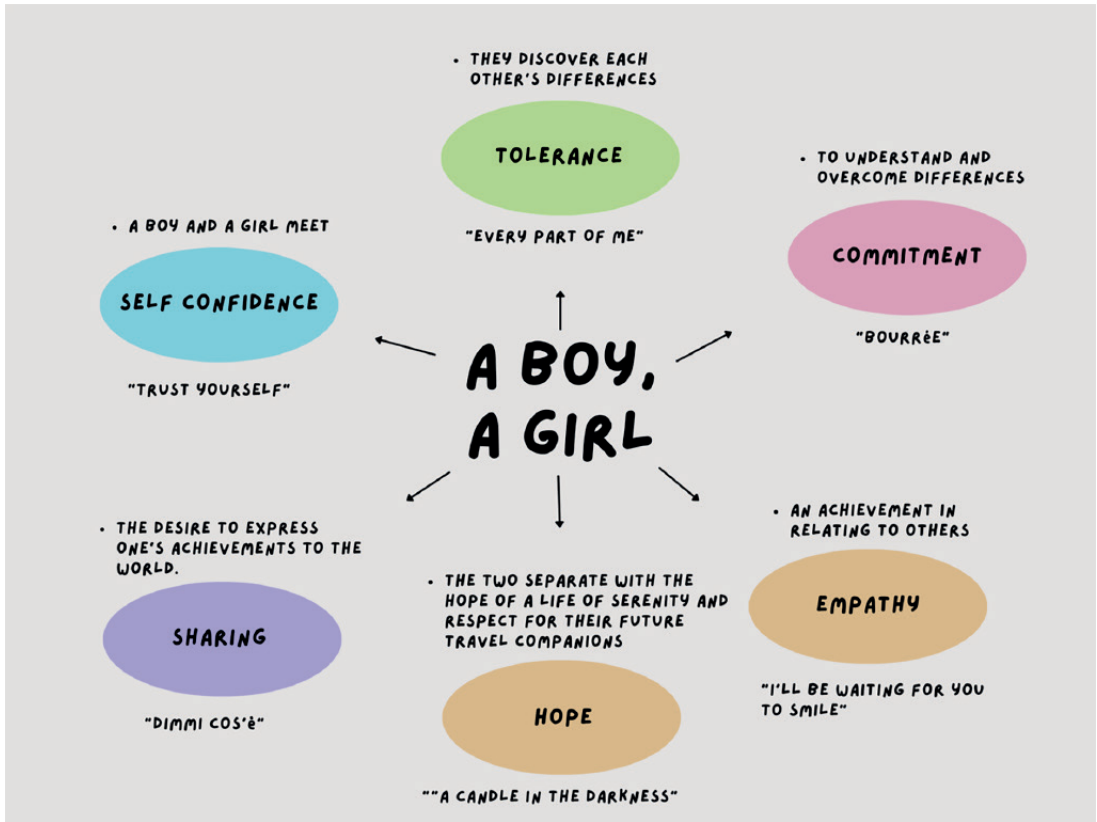 • THEY DISCOVER EACH
OTHER'S DIFFERENCES
TOLERANCE
"EVERY PART OF ME"
• TO UNDERSTAND AND
OVERCOME DIFFERENCES
COMMITMENT
"BOURRÈE"
• A BOY AND A GIRL MEET
SELF CONFIDENCE
"TRUST YOURSELF"
A BOY,
A GIRL
• THE DESIRE TO EXPRESS
ONE'S ACHIEVEMENTS TO THE
WORLD.
SHARING
"DIMMI COS'È"
• THE TWO SEPARATE WITH THE
HOPE OF A LIFE OF SERENITY AND
RESPECT FOR THEIR FUTURE
TRAVEL COMPANIONS
HOPE
""A CANDLE IN THE DARKNESS"
• AN ACHIEVEMENT IN
RELATING TO OTHERS
EMPATHY
"I'LL BE WAITING FOR YOU
TO SMILE"